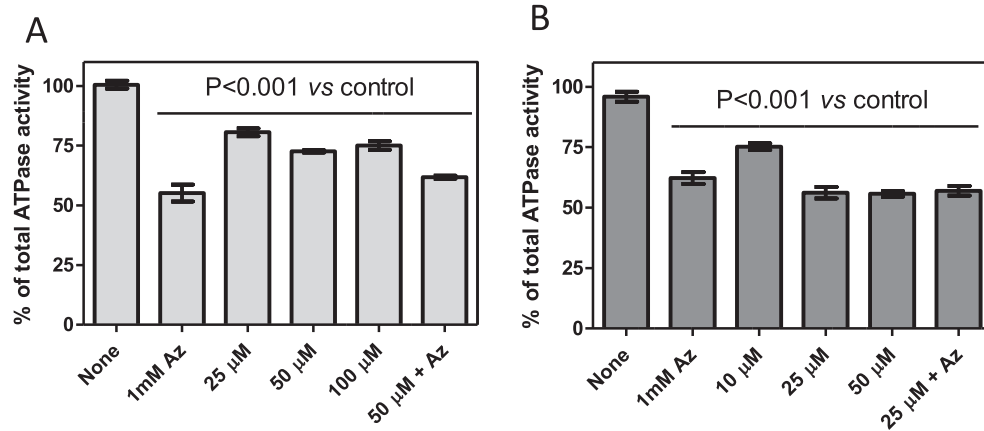 A
% of total ATPase activity
P<0.001 vs control
100
75
50
25
0
None
1mM Az
25 μM
50 μM
100 μM
50 μM + Az
B
% of total ATPase activity
P<0.001 vs control
100
75
50
25
0
None
1mM Az
10 μM
25 μM
50 μM
25 μM + Az